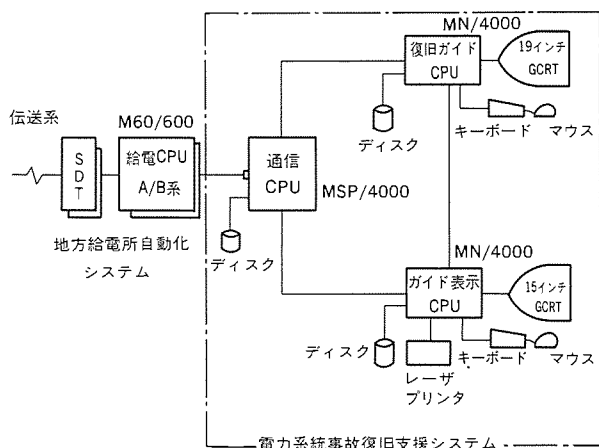 MN/4000
復旧ガイド
CPU
19インチ
GCRT
キーボード
マウス
ディスク
伝送系
M60/600
SDT
給電CPU
A/B系
通信
CPU
MSP/4000
地方給電所自動化
システム
ディスク
MN/4000
ガイド表示
CPU
15インチ
GCRT
ディスク
キーボード
マウス
レーザ
プリンタ
電力系統事故復旧支援システム